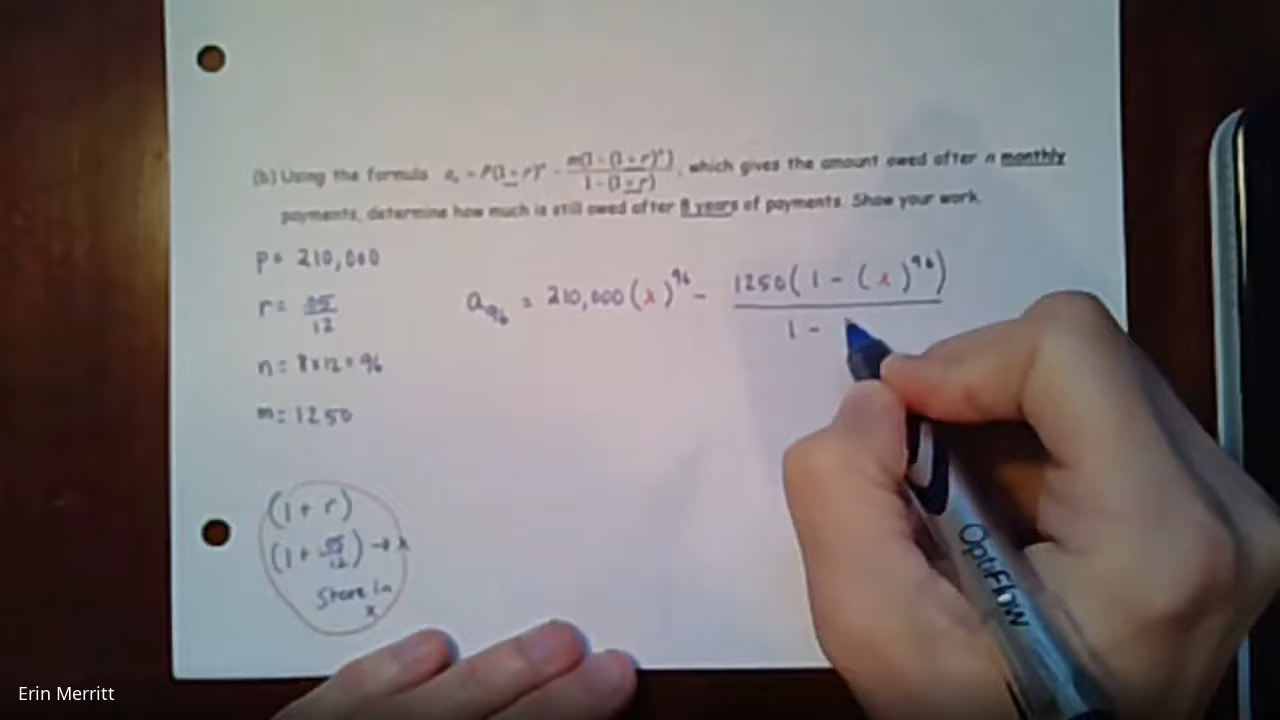 (b) Using the formula aₙ = P(1 + r)ⁿ - m(1 - (1 + r)ⁿ) / 1 - (1 + r), which gives the amount owed after n monthly
payments, determine how much is still owed after 8 years of payments. Show your work.
P = 210,000
r = .05/12
n = 8x12 = 96
m = 1250
a₉₆ = 210,000(x)⁹⁶ - 1250(1 - (x)⁹⁶) / 1 -
(1 + r)
(1 + .05/12) → x
Store in
x
OptiFlow
Erin Merritt